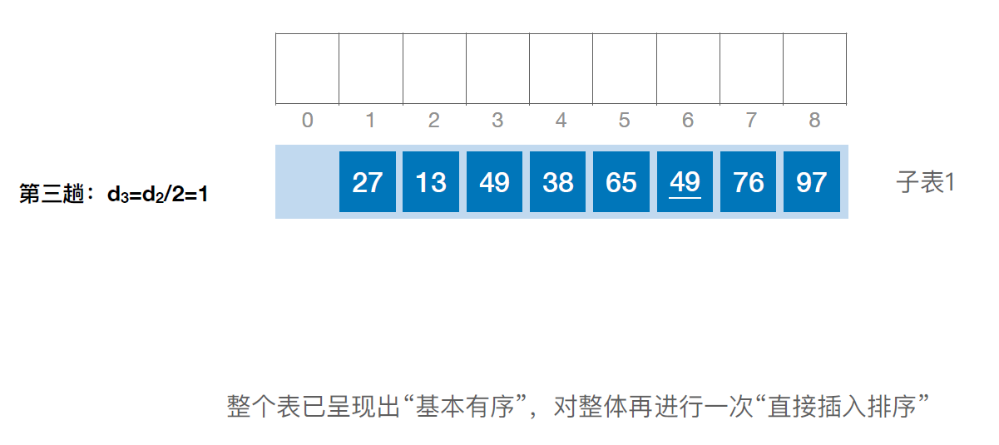 0 1 2 3 4 5 6 7 8
第三趟：d₃=d₂/2=1 27 13 49 38 65 49 76 97 子表1
整个表已呈现出“基本有序”，对整体再进行一次“直接插入排序”